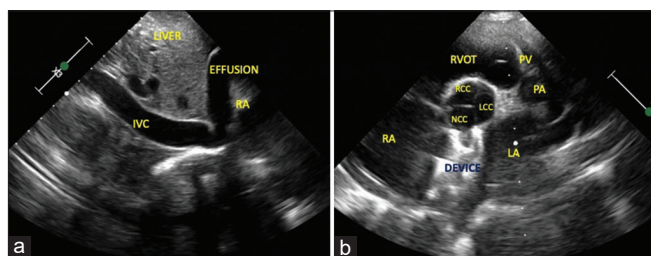 LIVER
EFFUSION
RA
IVC
a
RVOT
PV
RCC
PA
LCC
NCC
RA
LA
DEVICE
b